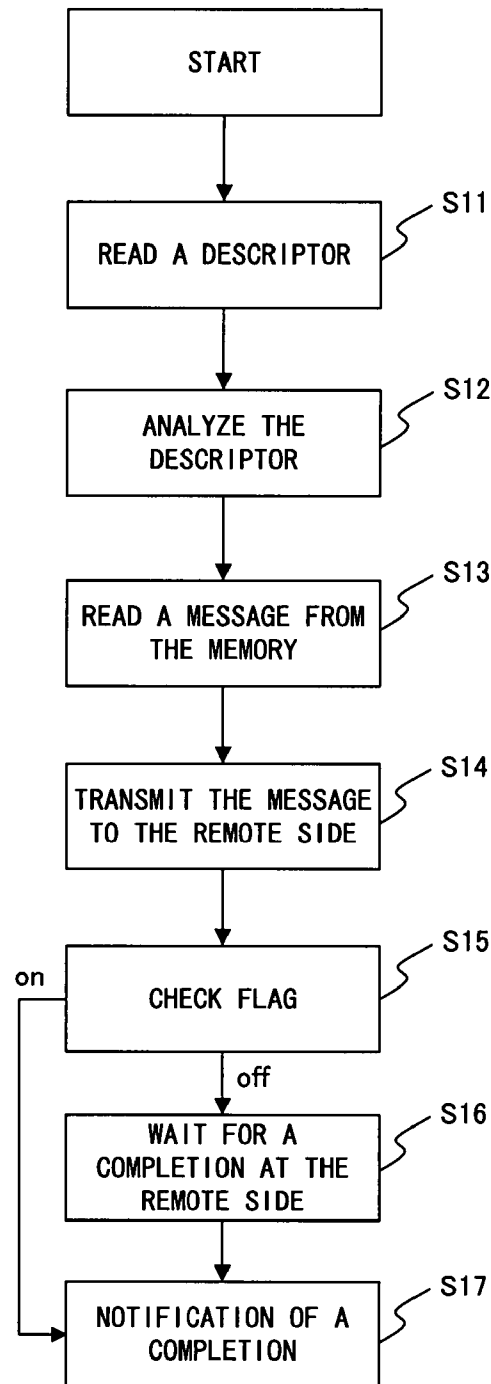 START
S11
READ A DESCRIPTOR
S12
ANALYZE THE
DESCRIPTOR
S13
READ A MESSAGE FROM
THE MEMORY
S14
TRANSMIT THE MESSAGE
TO THE REMOTE SIDE
S15
on
CHECK FLAG
off
S16
WAIT FOR A
COMPLETION AT THE
REMOTE SIDE
S17
NOTIFICATION OF A
COMPLETION